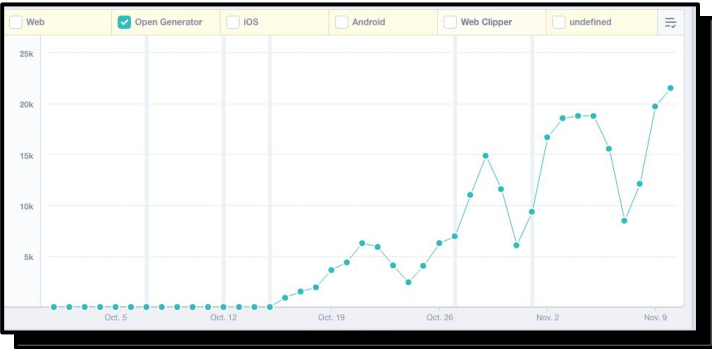 Web Open Generator iOS Android Web Clipper undefined
25k
20k
15k
10k
5k
Oct. 5 Oct. 12 Oct. 19 Oct. 26 Nov. 2 Nov. 9